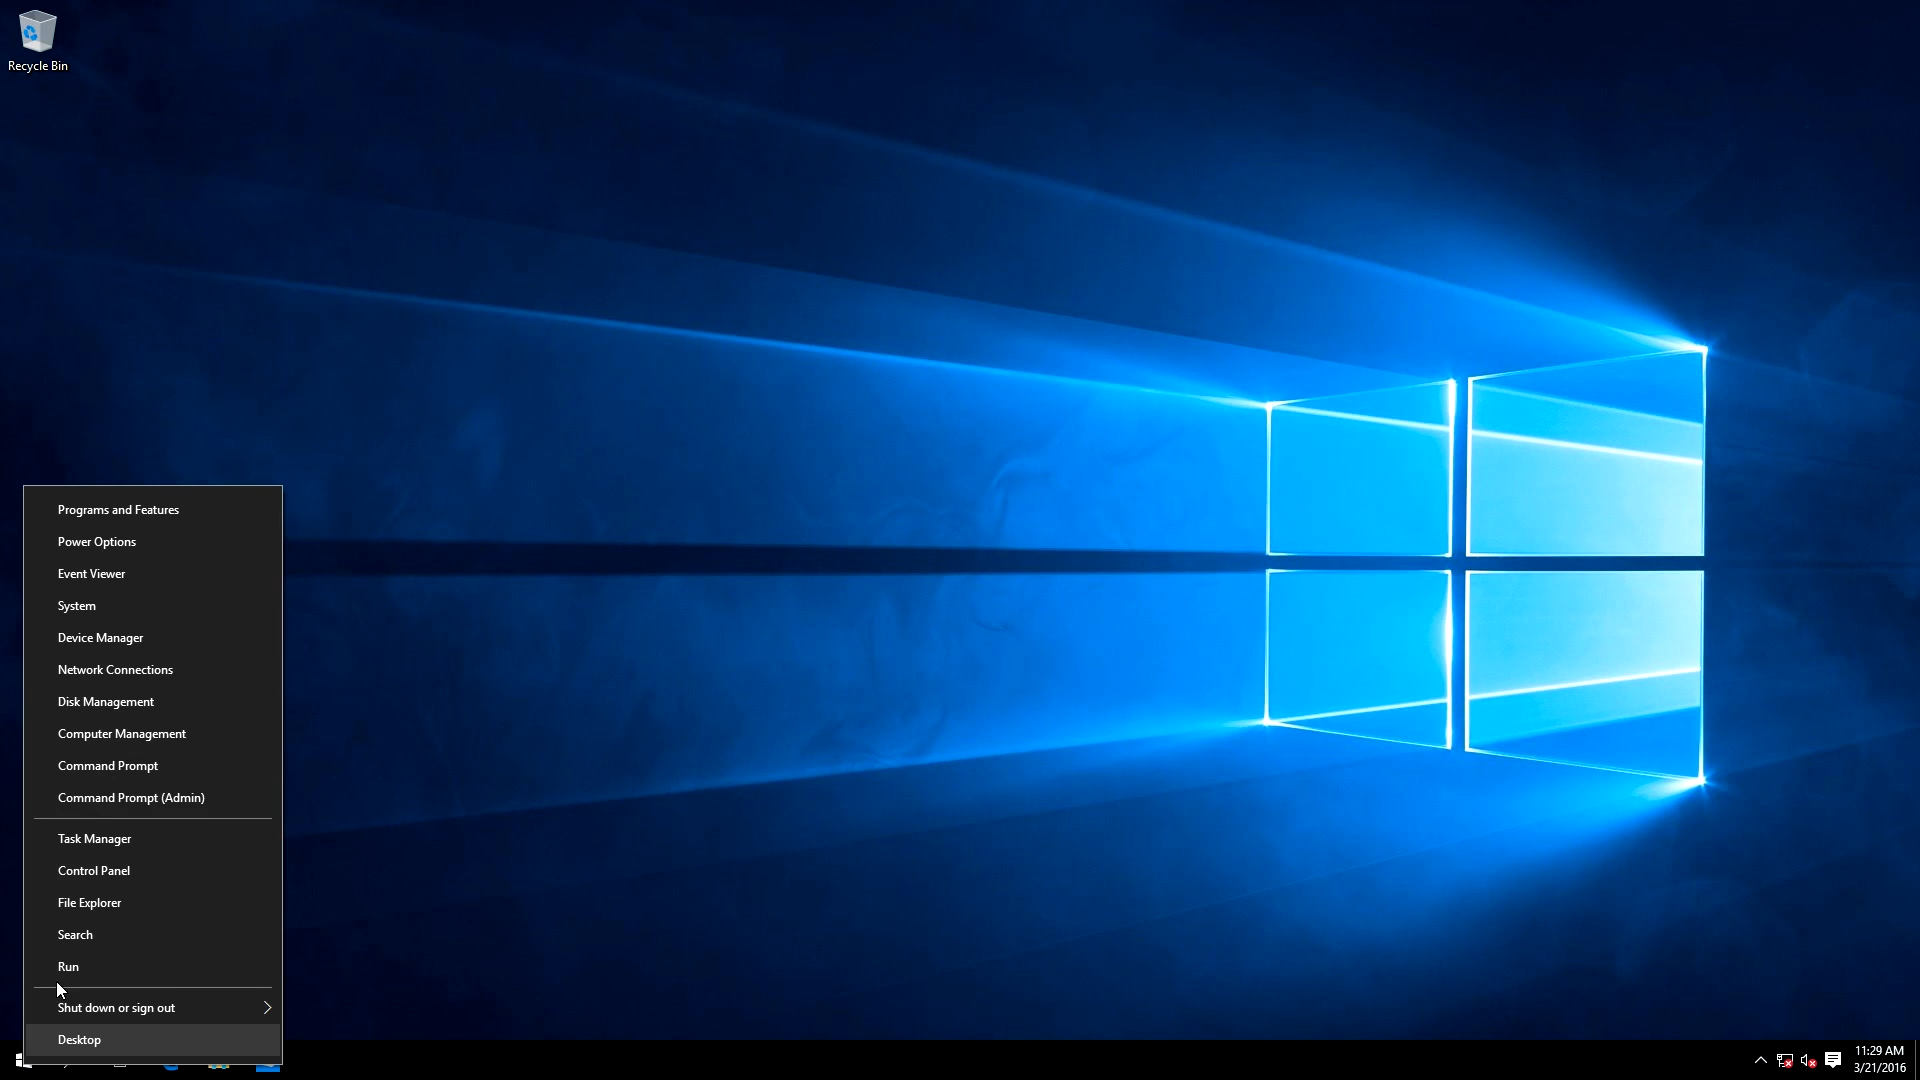 Recycle Bin
Programs and Features
Power Options
Event Viewer
System
Device Manager
Network Connections
Disk Management
Computer Management
Command Prompt
Command Prompt (Admin)
Task Manager
Control Panel
File Explorer
Search
Run
Shut down or sign out
Desktop
11:29 AM
3/21/2016